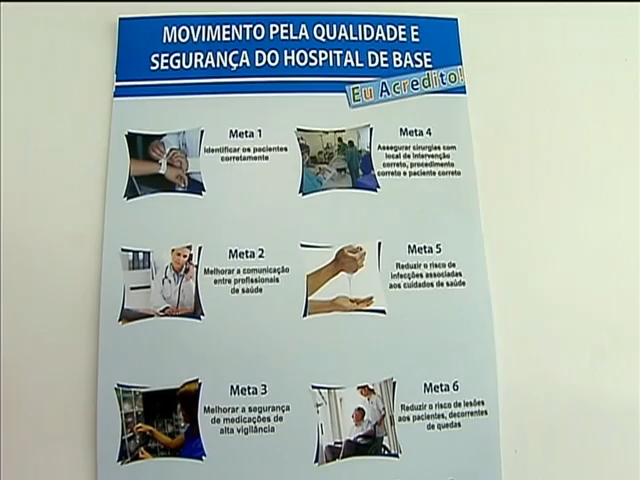 MOVIMENTO PELA QUALIDADE E
SEGURANÇA DO HOSPITAL DE BASE
Eu Acredito!
Meta 1
Identificar os pacientes
corretamente
Meta 2
Melhorar a comunicação
entre profissionais
de saúde
Meta 3
Melhorar a segurança
de medicações de
alta vigilância
Meta 4
Assegurar cirurgias com
local de intervenção
correto, procedimento
correto e paciente correto
Meta 5
Reduzir o risco de
infecções associadas
aos cuidados de saúde
Meta 6
Reduzir o risco de lesões
aos pacientes, decorrentes
de quedas